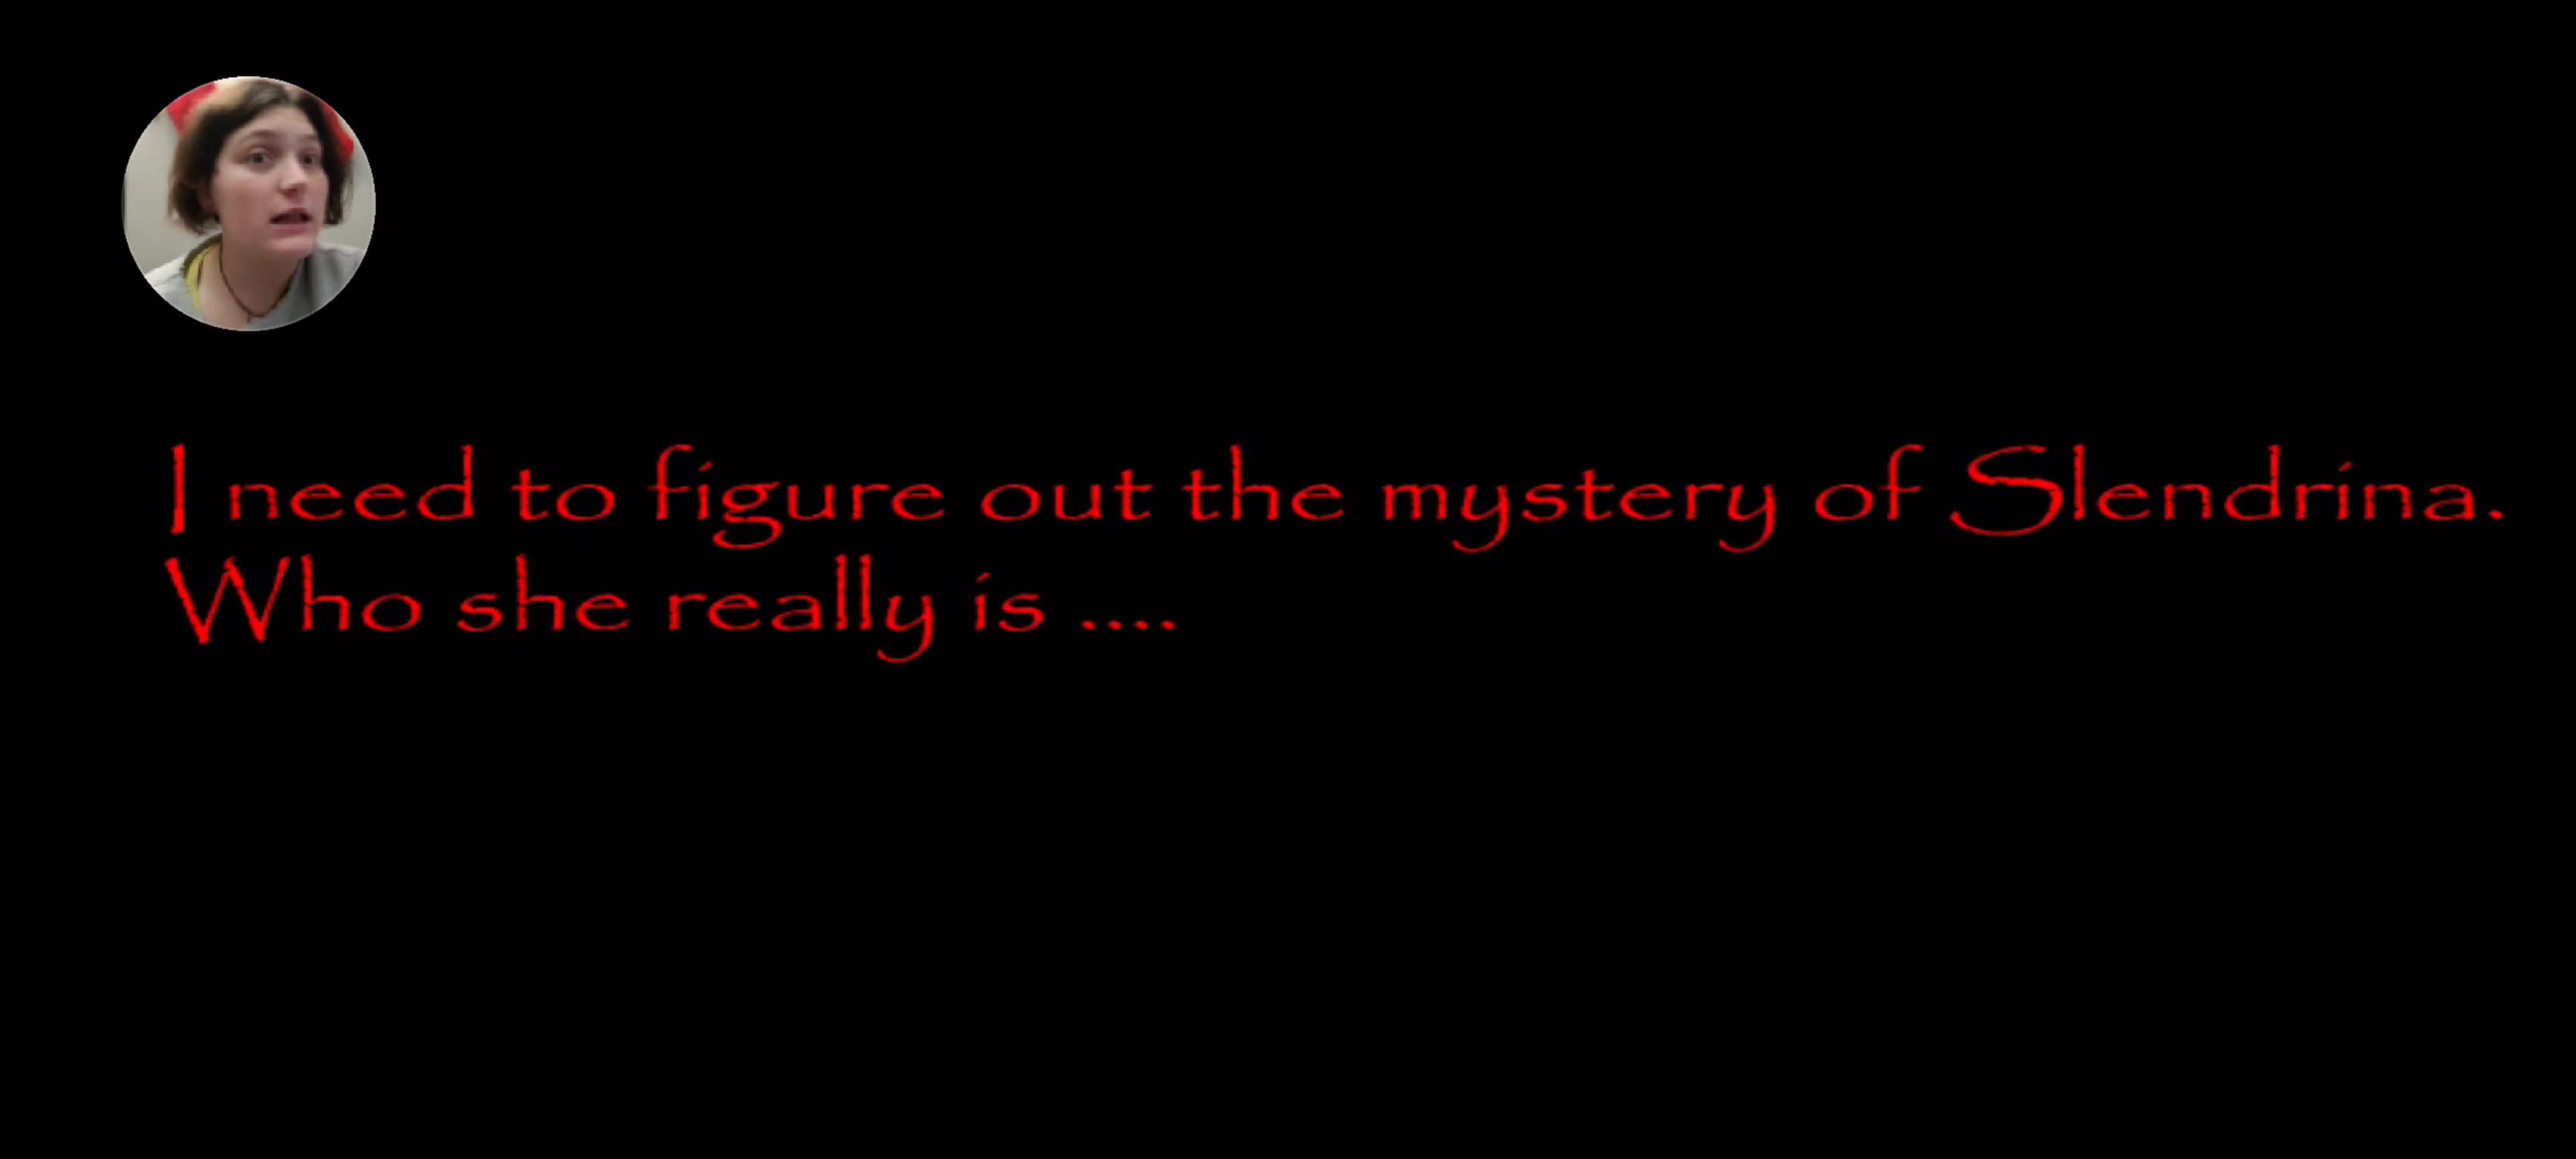 I need to figure out the mystery of Slendrina.
Who she really is ....